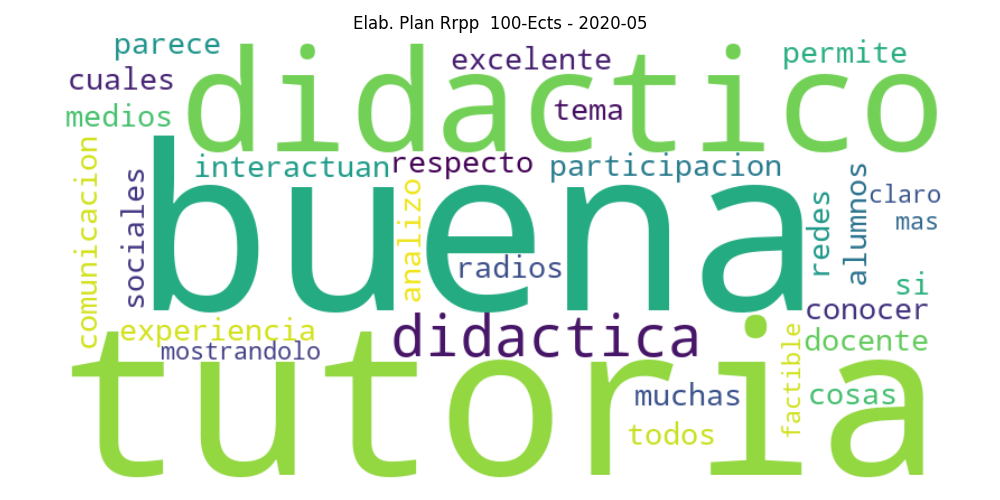 Elab. Plan Rrpp  100-Ects - 2020-05
parece
cuales
medios
didactico
excelente
tema
permite
interactuan
respecto
participacion
comunicacion
sociales
buena
analizo
radios
redes
alumnos
claro
mas
si
conocer
docente
experiencia
mostrandolo
didactica
tutoria
muchas
todos
factible
cosas